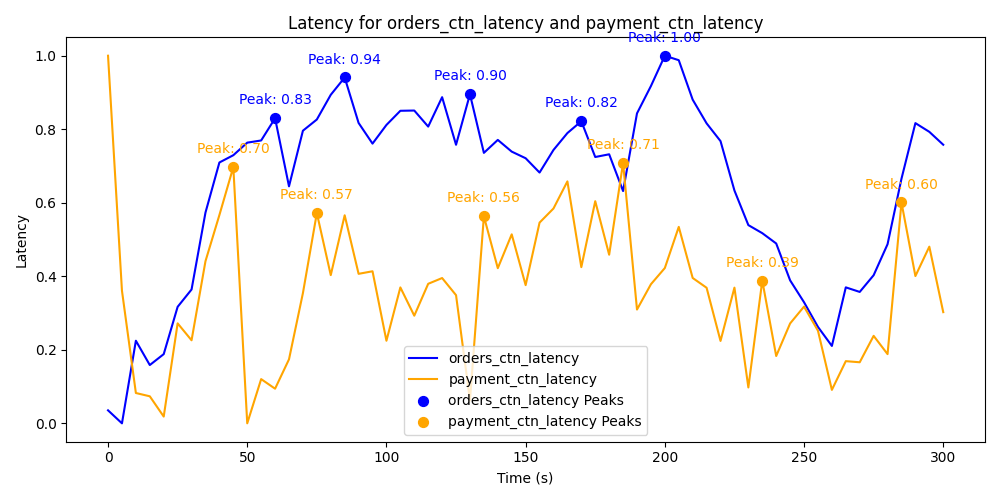 Latency for orders_ctn_latency and payment_ctn_latency
Peak: 1.00
Peak: 0.94
Peak: 0.90
Peak: 0.83
Peak: 0.82
Peak: 0.70
Peak: 0.71
Peak: 0.57
Peak: 0.56
Peak: 0.60
Peak: 0.39
Latency
1.0
0.8
0.6
0.4
0.2
0.0
orders_ctn_latency
payment_ctn_latency
orders_ctn_latency Peaks
payment_ctn_latency Peaks
0 50 100 150 200 250 300
Time (s)